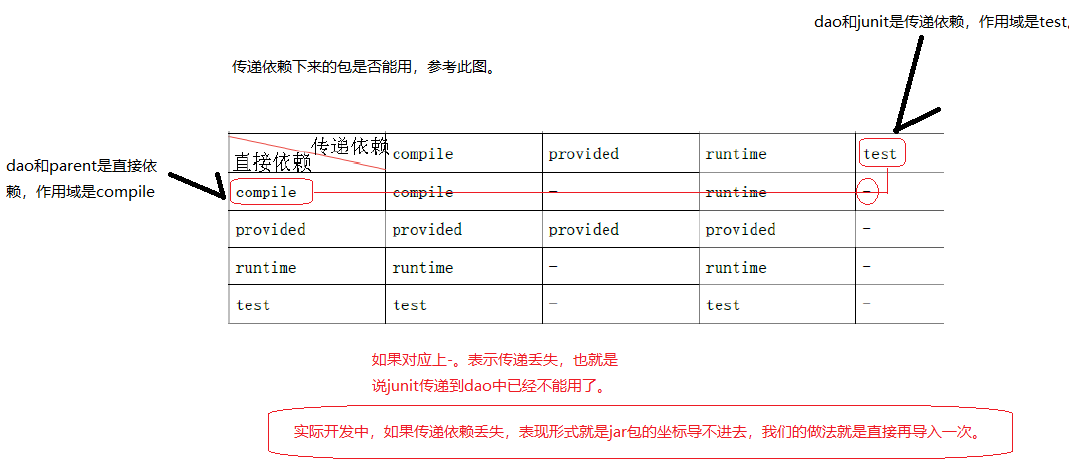 dao和junit是传递依赖，作用域是test,
传递依赖下来的包是否能用，参考此图。
dao和parent是直接依
赖，作用域是compile
传递依赖
直接依赖
compile provided runtime test
compile compile - runtime -
provided provided provided provided -
runtime runtime - runtime -
test test - test -
如果对应上-。表示传递丢失，也就是
说junit传递到dao中已经不能用了。
实际开发中，如果传递依赖丢失，表现形式就是jar包的坐标导不进去，我们的做法就是直接再导入一次。